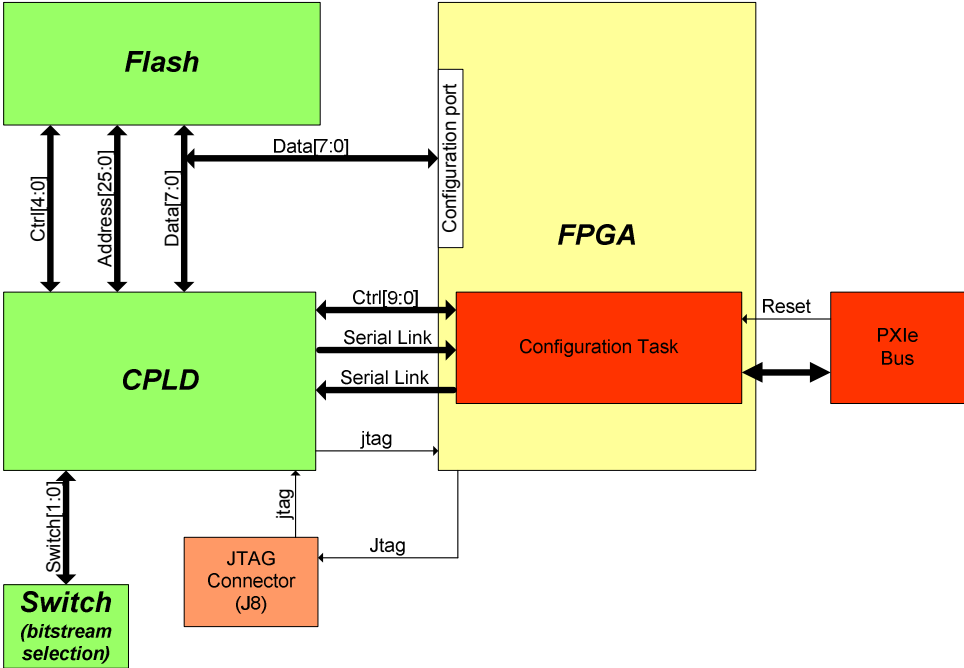 Flash
Configuration port
Data[7:0]
Ctrl[4:0]
Address[25:0]
Data[7:0]
FPGA
Ctrl[9:0]
Reset
Serial Link
Configuration Task
PXIe
Bus
CPLD
Serial Link
jtag
Switch[1:0]
jtag
Jtag
JTAG
Connector
(J8)
Switch
(bitstream
selection)